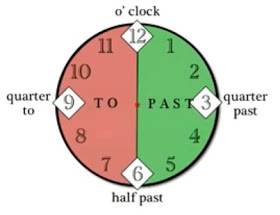 o' clock
12
11
1
10
2
quarter
to
9
TO
PAST
3
quarter
past
8
4
7
5
6
half past